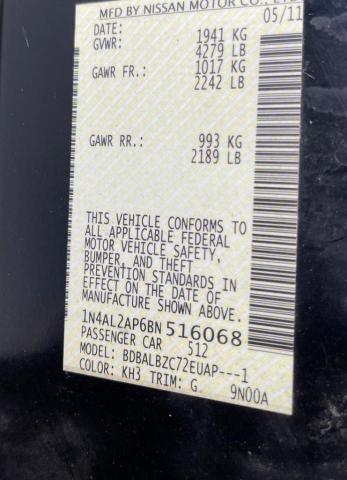 MFD BY NISSAN MOTOR CO., LTD
DATE: 05/11
GVWR: 1941 KG
4279 LB
GAWR FR.: 1017 KG
2242 LB
GAWR RR.: 993 KG
2189 LB
THIS VEHICLE CONFORMS TO
ALL APPLICABLE FEDERAL
MOTOR VEHICLE SAFETY,
BUMPER, AND THEFT
PREVENTION STANDARDS IN
EFFECT ON THE DATE OF
MANUFACTURE SHOWN ABOVE.
1N4AL2AP6BN 516068
PASSENGER CAR 512
MODEL: BDBALBZC72EUAP---1
COLOR: KH3 TRIM: G 9N00A